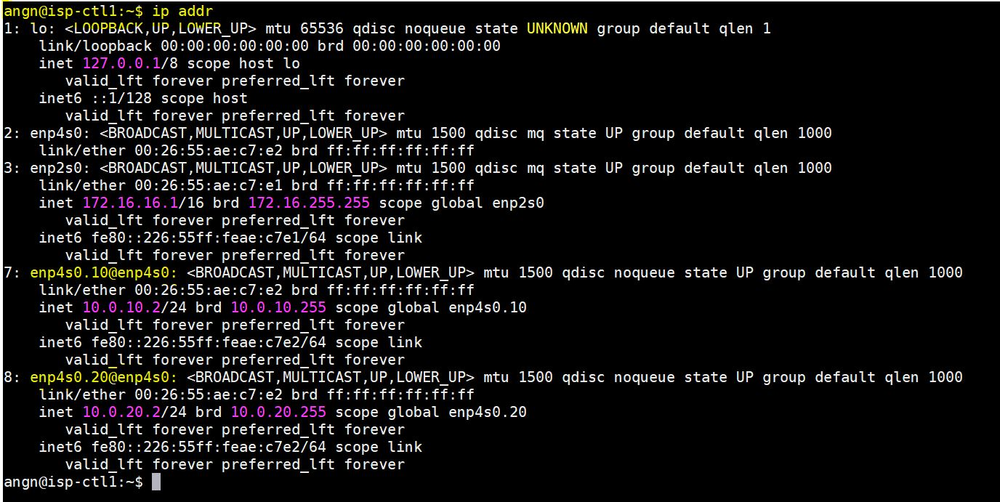 angn@isp-ctl1:~$ ip addr
1: lo: <LOOPBACK,UP,LOWER_UP> mtu 65536 qdisc noqueue state UNKNOWN group default qlen 1
    link/loopback 00:00:00:00:00:00 brd 00:00:00:00:00:00
    inet 127.0.0.1/8 scope host lo
       valid_lft forever preferred_lft forever
    inet6 ::1/128 scope host
       valid_lft forever preferred_lft forever
2: enp4s0: <BROADCAST,MULTICAST,UP,LOWER_UP> mtu 1500 qdisc mq state UP group default qlen 1000
    link/ether 00:26:55:ae:c7:e2 brd ff:ff:ff:ff:ff:ff
3: enp2s0: <BROADCAST,MULTICAST,UP,LOWER_UP> mtu 1500 qdisc mq state UP group default qlen 1000
    link/ether 00:26:55:ae:c7:e1 brd ff:ff:ff:ff:ff:ff
    inet 172.16.16.1/16 brd 172.16.255.255 scope global enp2s0
       valid_lft forever preferred_lft forever
    inet6 fe80::226:55ff:feae:c7e1/64 scope link
       valid_lft forever preferred_lft forever
7: enp4s0.10@enp4s0: <BROADCAST,MULTICAST,UP,LOWER_UP> mtu 1500 qdisc noqueue state UP group default qlen 1000
    link/ether 00:26:55:ae:c7:e2 brd ff:ff:ff:ff:ff:ff
    inet 10.0.10.2/24 brd 10.0.10.255 scope global enp4s0.10
       valid_lft forever preferred_lft forever
    inet6 fe80::226:55ff:feae:c7e2/64 scope link
       valid_lft forever preferred_lft forever
8: enp4s0.20@enp4s0: <BROADCAST,MULTICAST,UP,LOWER_UP> mtu 1500 qdisc noqueue state UP group default qlen 1000
    link/ether 00:26:55:ae:c7:e2 brd ff:ff:ff:ff:ff:ff
    inet 10.0.20.2/24 brd 10.0.20.255 scope global enp4s0.20
       valid_lft forever preferred_lft forever
    inet6 fe80::226:55ff:feae:c7e2/64 scope link
       valid_lft forever preferred_lft forever
angn@isp-ctl1:~$